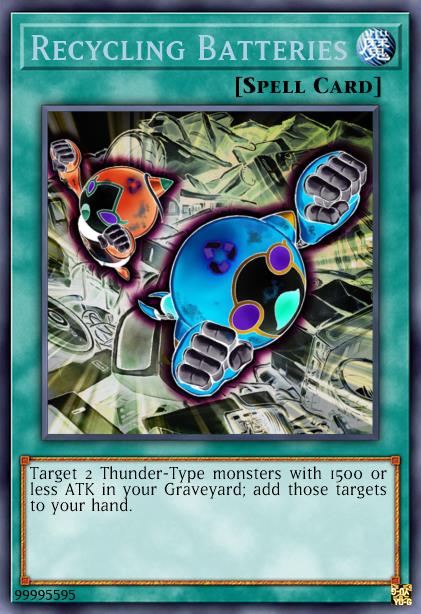 Recycling Batteries
魔
[Spell Card]
Target 2 Thunder-Type monsters with 1500 or
less ATK in your Graveyard; add those targets
to your hand.
99995595